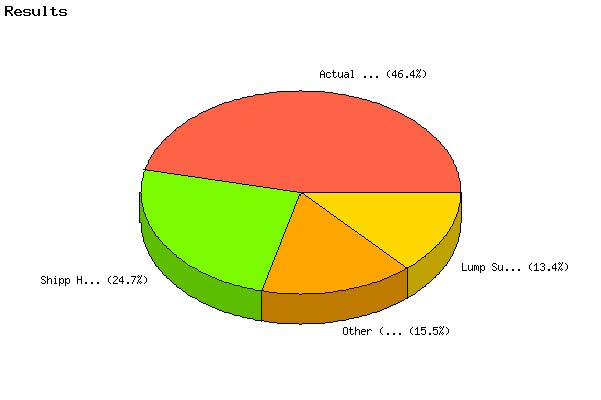 Results
Actual ... (46.4%)
Shipp H... (24.7%)
Lump Su... (13.4%)
Other (... (15.5%)